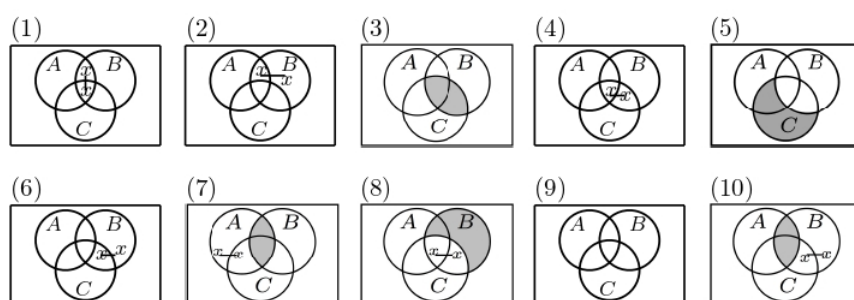 (1) (2) (3) (4) (5)
A B A B A B A B A B
x x x x x x
C C C C C
(6) (7) (8) (9) (10)
A B A B A B A B A B
x x x x x x x x
C C C C C